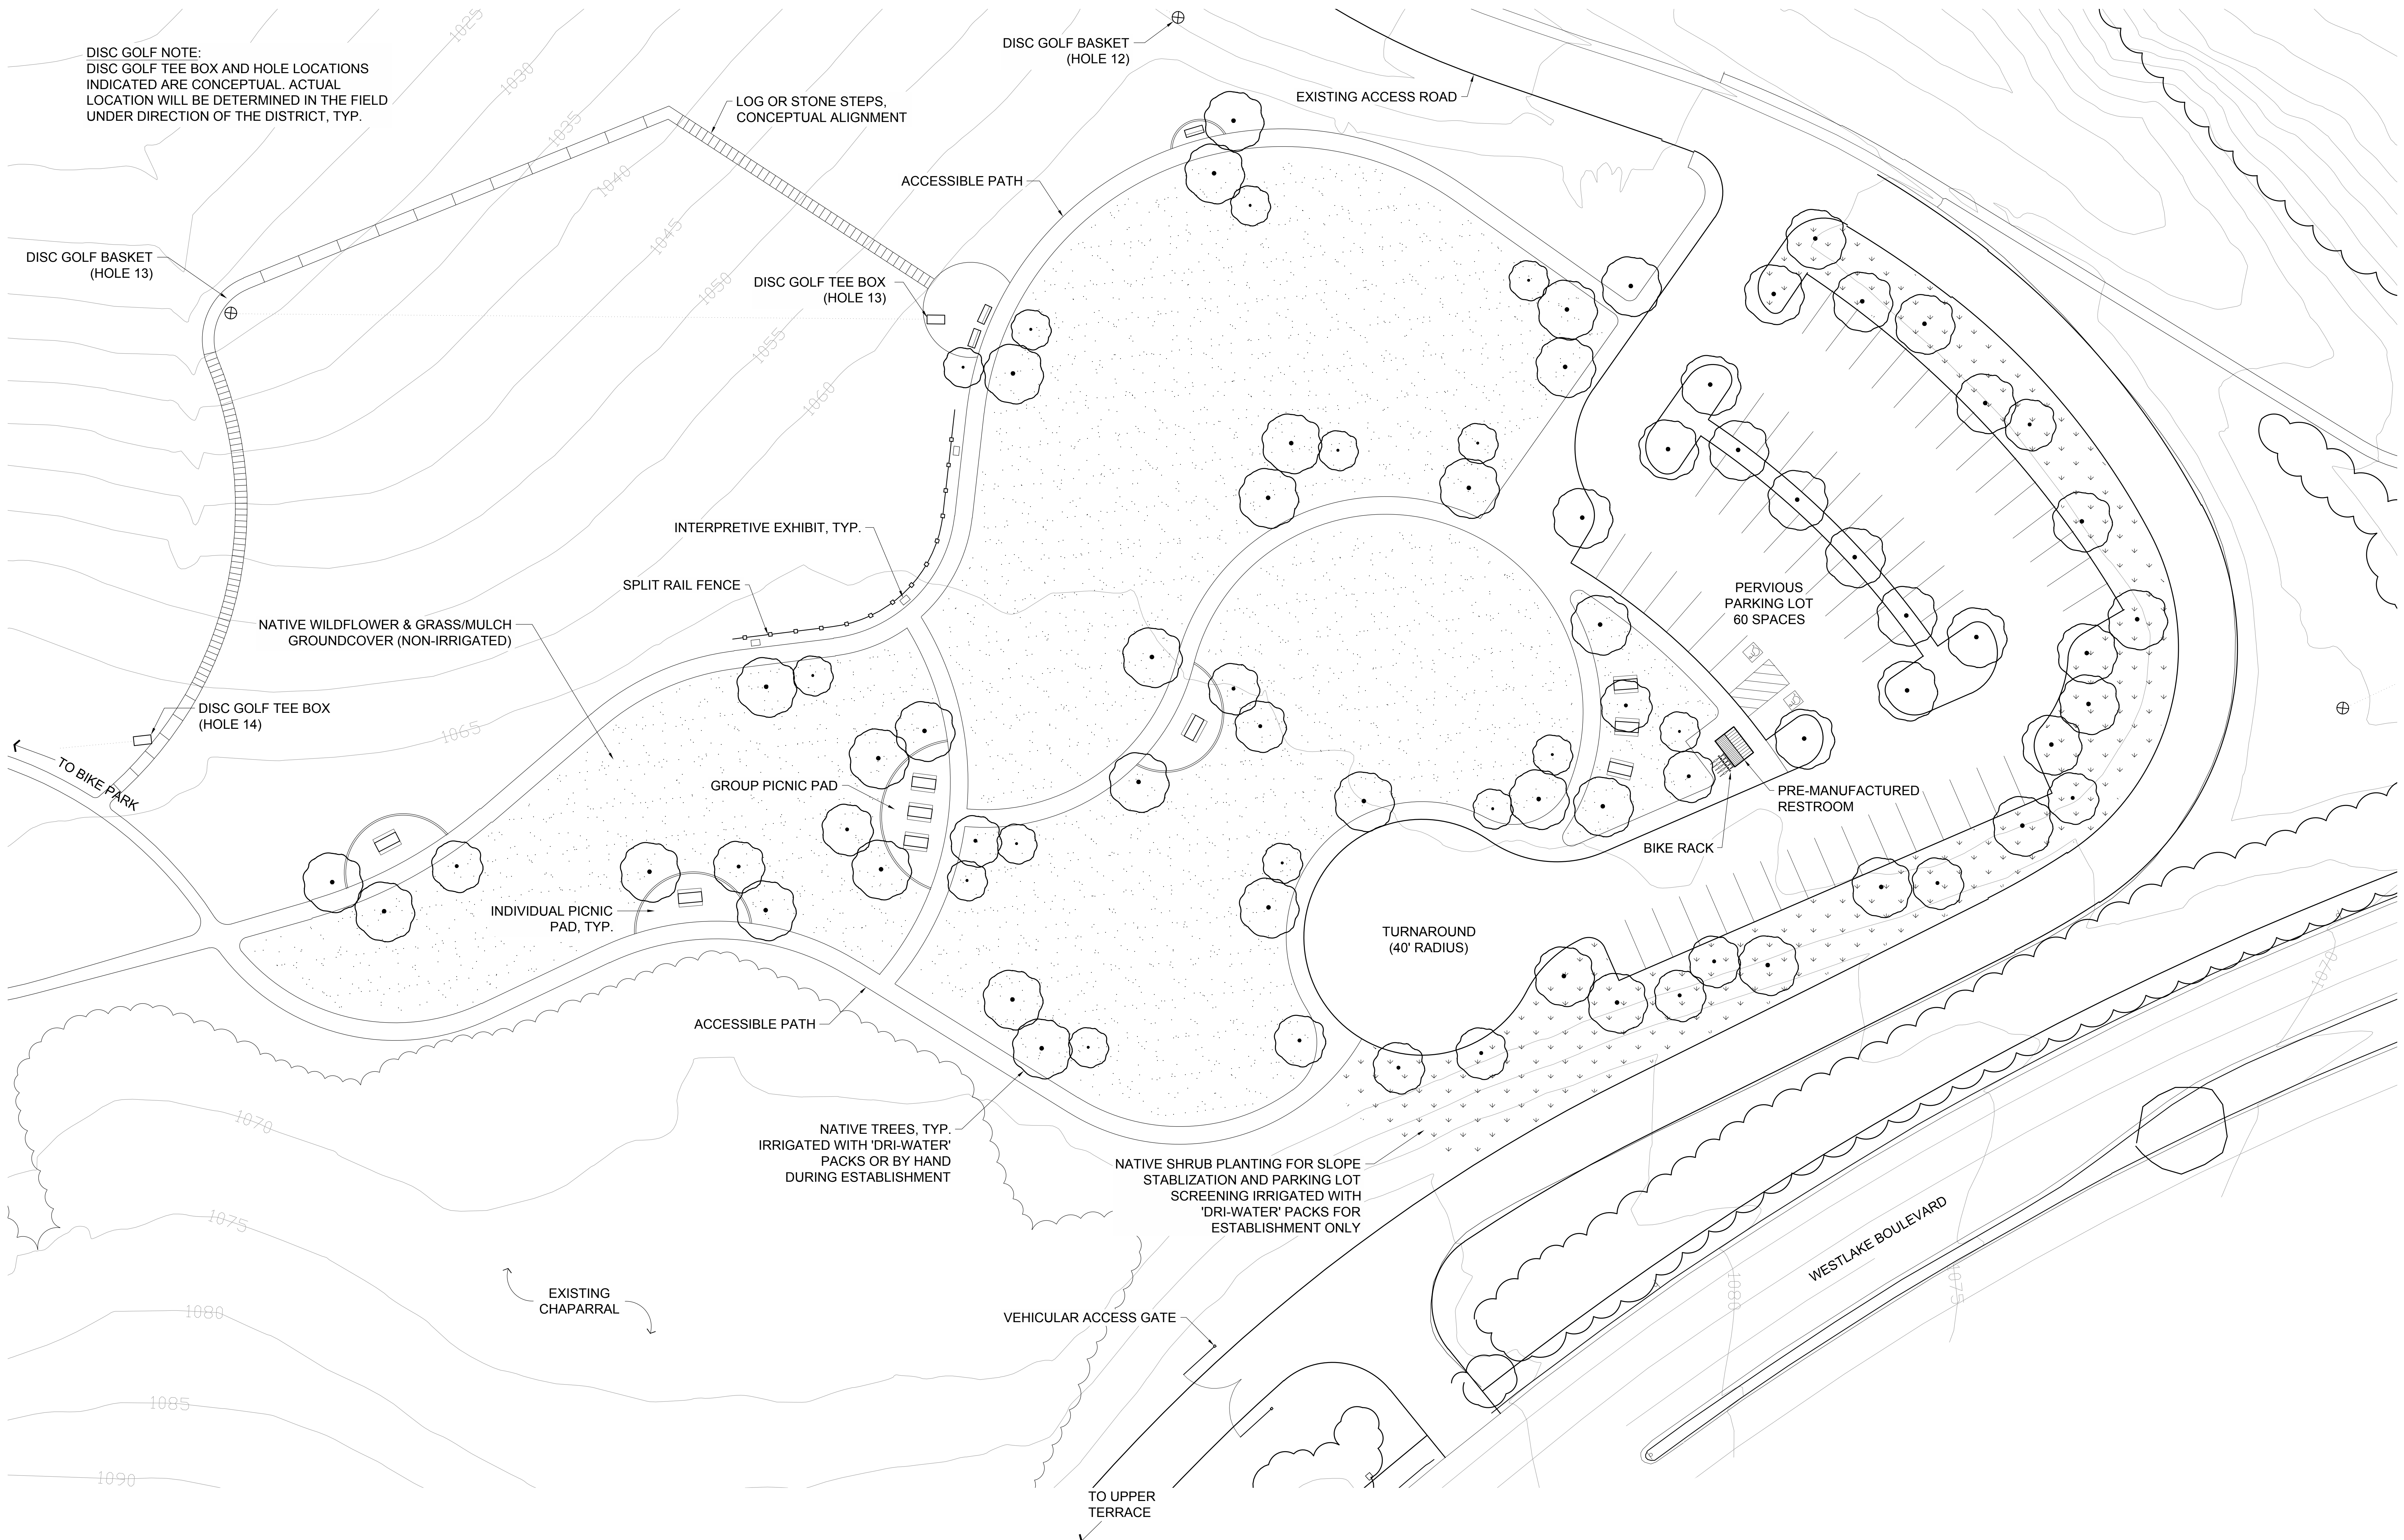 DISC GOLF NOTE:
DISC GOLF TEE BOX AND HOLE LOCATIONS
INDICATED ARE CONCEPTUAL. ACTUAL
LOCATION WILL BE DETERMINED IN THE FIELD
UNDER DIRECTION OF THE DISTRICT, TYP.
1025
1030
1035
1040
1045
1050
1055
1060
LOG OR STONE STEPS,
CONCEPTUAL ALIGNMENT
DISC GOLF BASKET
(HOLE 12)
EXISTING ACCESS ROAD
ACCESSIBLE PATH
DISC GOLF BASKET
(HOLE 13)
DISC GOLF TEE BOX
(HOLE 13)
INTERPRETIVE EXHIBIT, TYP.
SPLIT RAIL FENCE
NATIVE WILDFLOWER & GRASS/MULCH
GROUNDCOVER (NON-IRRIGATED)
PERVIOUS
PARKING LOT
60 SPACES
DISC GOLF TEE BOX
(HOLE 14)
1065
TO BIKE PARK
GROUP PICNIC PAD
PRE-MANUFACTURED
RESTROOM
BIKE RACK
INDIVIDUAL PICNIC
PAD, TYP.
TURNAROUND
(40' RADIUS)
1070
ACCESSIBLE PATH
1070
NATIVE TREES, TYP.
IRRIGATED WITH 'DRI-WATER'
PACKS OR BY HAND
DURING ESTABLISHMENT
NATIVE SHRUB PLANTING FOR SLOPE
STABLIZATION AND PARKING LOT
SCREENING IRRIGATED WITH
'DRI-WATER' PACKS FOR
ESTABLISHMENT ONLY
1075
WESTLAKE BOULEVARD
1080
1075
EXISTING
CHAPARRAL
1080
VEHICULAR ACCESS GATE
1085
1090
TO UPPER
TERRACE